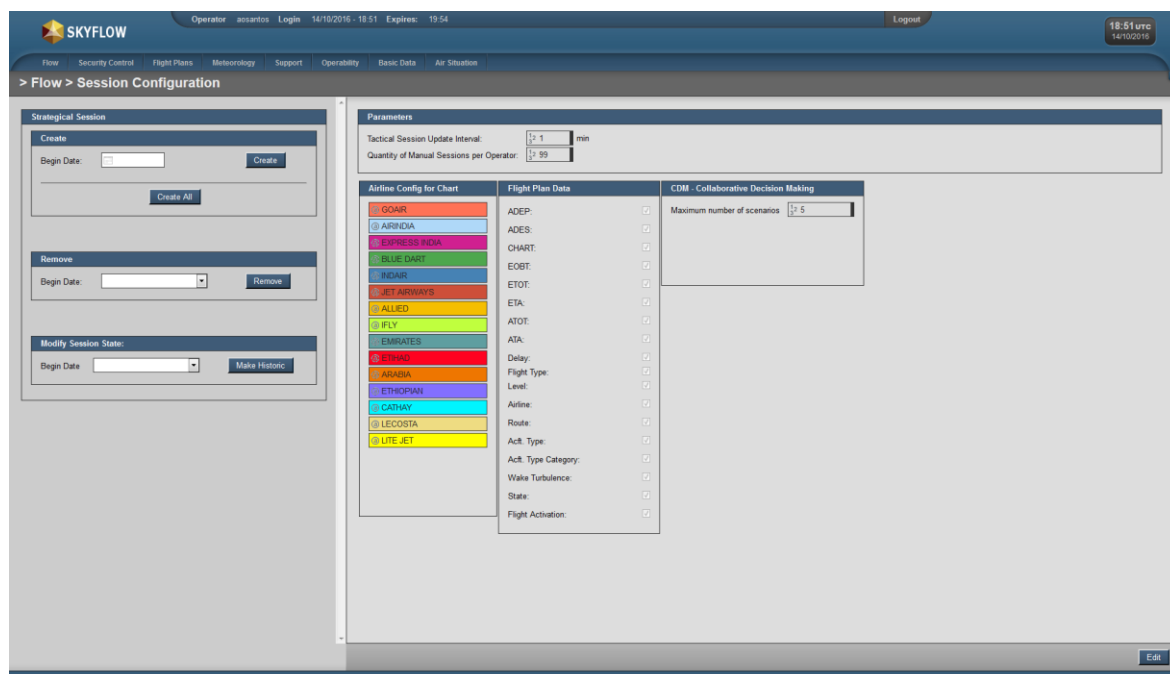 Operator aosantos Login 14/10/2016 - 18:51 Expires: 19:54
Logout
SKYFLOW
18:51 UTC
14/10/2016
Flow Security Control Flight Plans Meteorology Support Operability Basic Data Air Situation
> Flow > Session Configuration
Strategical Session
Create
Begin Date:
Create
Create All
Remove
Begin Date:
Remove
Modify Session State:
Begin Date
Make Historic
Parameters
Tactical Session Update Interval: 1 min
Quantity of Manual Sessions per Operator: 99
Airline Config for Chart
GOAIR
AIRINDIA
EXPRESS INDIA
BLUE DART
INDAIR
JET AIRWAYS
ALLIED
IFLY
EMIRATES
ETIHAD
ARABIA
ETHIOPIAN
CATHAY
LECOSTA
LITE JET
Flight Plan Data
ADEP:
ADES:
CHART:
EOBT:
ETOT:
ETA:
ATOT:
ATA:
Delay:
Flight Type:
Level:
Airline:
Route:
Acft. Type:
Acft. Type Category:
Wake Turbulence:
State:
Flight Activation:
CDM - Collaborative Decision Making
Maximum number of scenarios 5
Edit